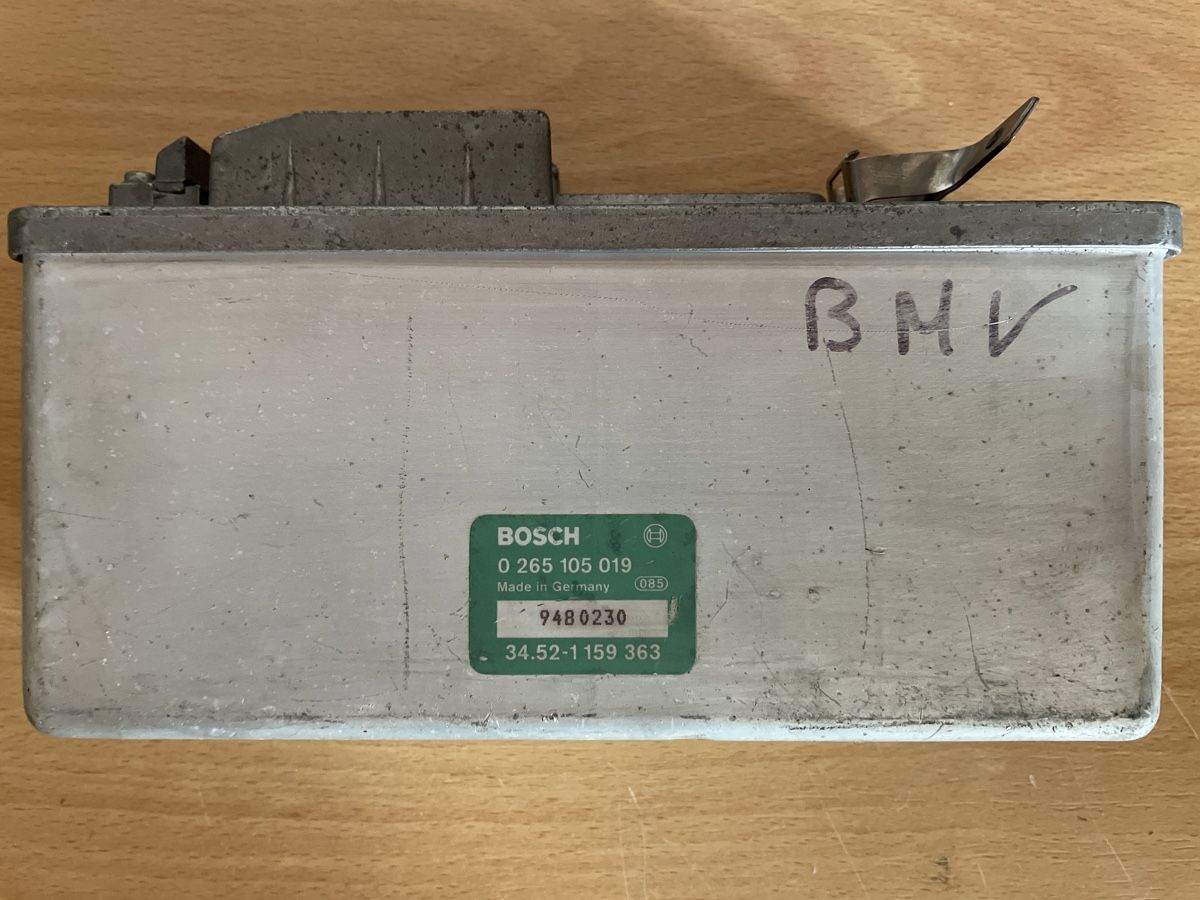 BMV
BOSCH
0 265 105 019
Made in Germany 085
9480230
34.52-1 159 363